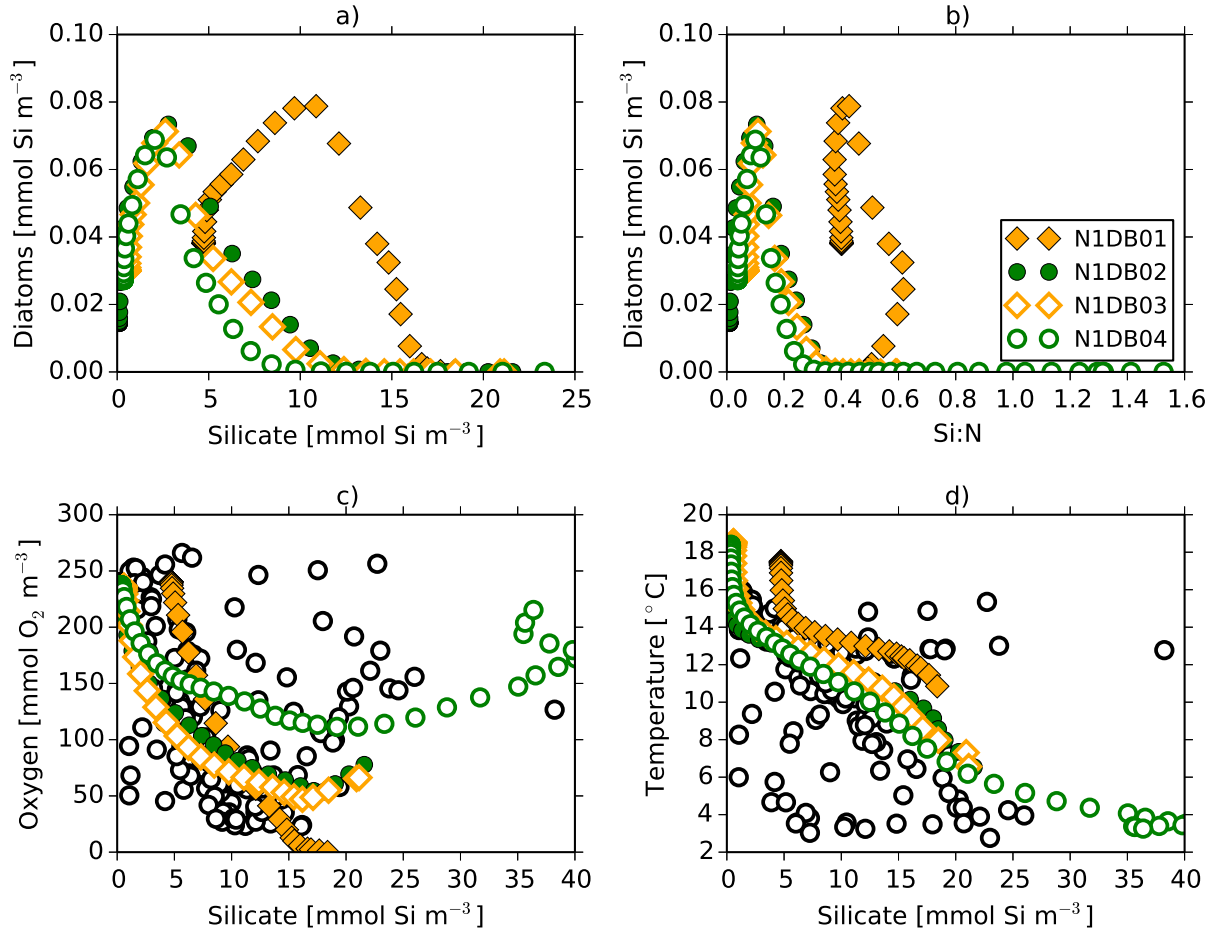 a)
0.10
0.08
0.06
0.04
0.02
0.00
Diatoms [mmol Si m⁻³]
0 5 10 15 20 25
Silicate [mmol Si m⁻³]
b)
0.10
0.08
0.06
0.04
0.02
0.00
Diatoms [mmol Si m⁻³]
N1DB01
N1DB02
N1DB03
N1DB04
0.0 0.2 0.4 0.6 0.8 1.0 1.2 1.4 1.6
Si:N
c)
300
250
200
150
100
50
0
Oxygen [mmol O₂ m⁻³]
0 5 10 15 20 25 30 35 40
Silicate [mmol Si m⁻³]
d)
20
18
16
14
12
10
8
6
4
2
Temperature [°C]
0 5 10 15 20 25 30 35 40
Silicate [mmol Si m⁻³]